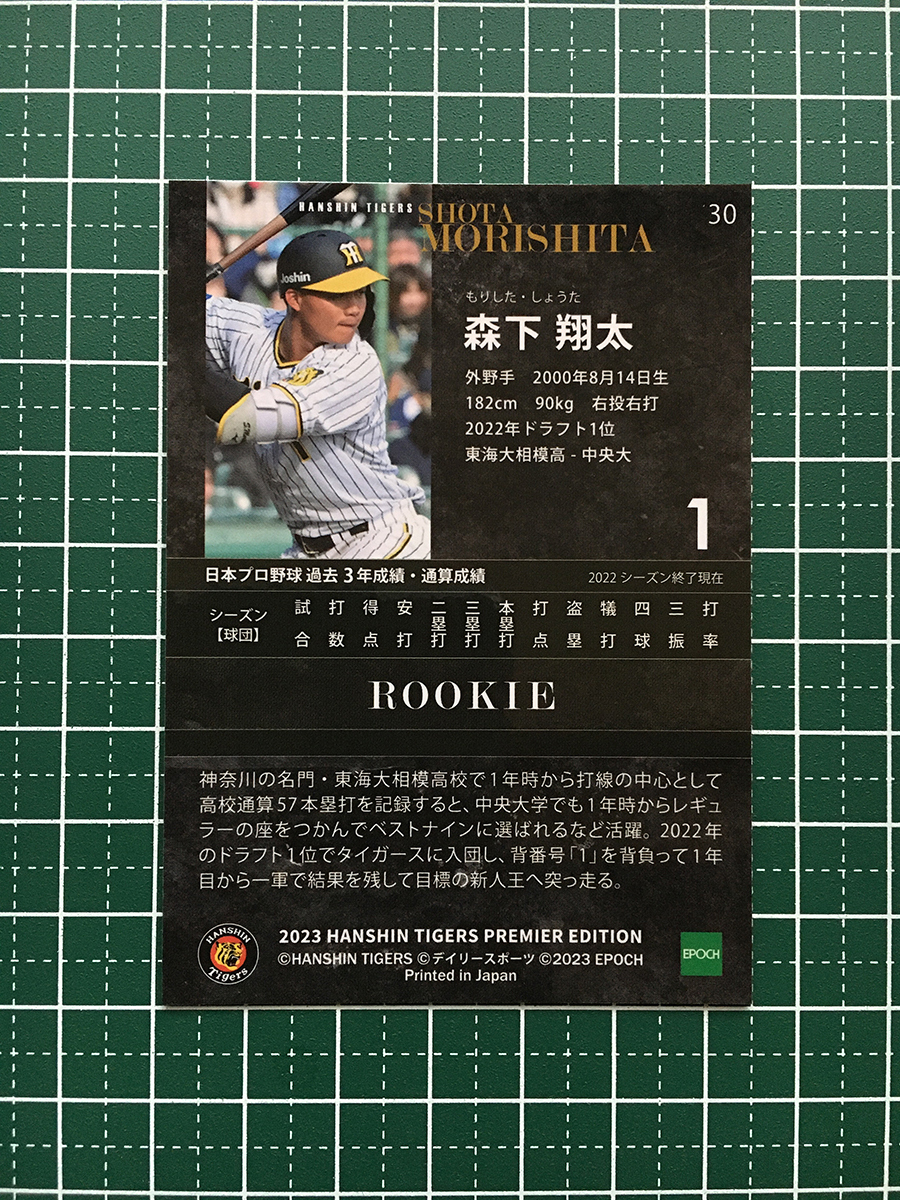 HANSHIN TIGERS
SHOTA
MORISHITA
30
Joshin
もりした・しょうた
森下 翔太
外野手　2000年8月14日生
182cm　90kg　右投右打
2022年ドラフト1位
東海大相模高 - 中央大
1
日本プロ野球 過去 3 年成績・通算成績
2022 シーズン終了現在
シーズン
【球団】
試合 打数 得点 安打 二塁打 三塁打 本塁打 打点 盗塁 犠打 四球 三振 打率
ROOKIE
神奈川の名門・東海大相模高校で1年時から打線の中心として
高校通算57本塁打を記録すると、中央大学でも1年時からレギュ
ラーの座をつかんでベストナインに選ばれるなど活躍。2022年
のドラフト1位でタイガースに入団し、背番号「1」を背負って1年
目から一軍で結果を残して目標の新人王へ突っ走る。
HANSHIN
Tigers
2023 HANSHIN TIGERS PREMIER EDITION
©HANSHIN TIGERS ©デイリースポーツ ©2023 EPOCH
Printed in Japan
EPOCH